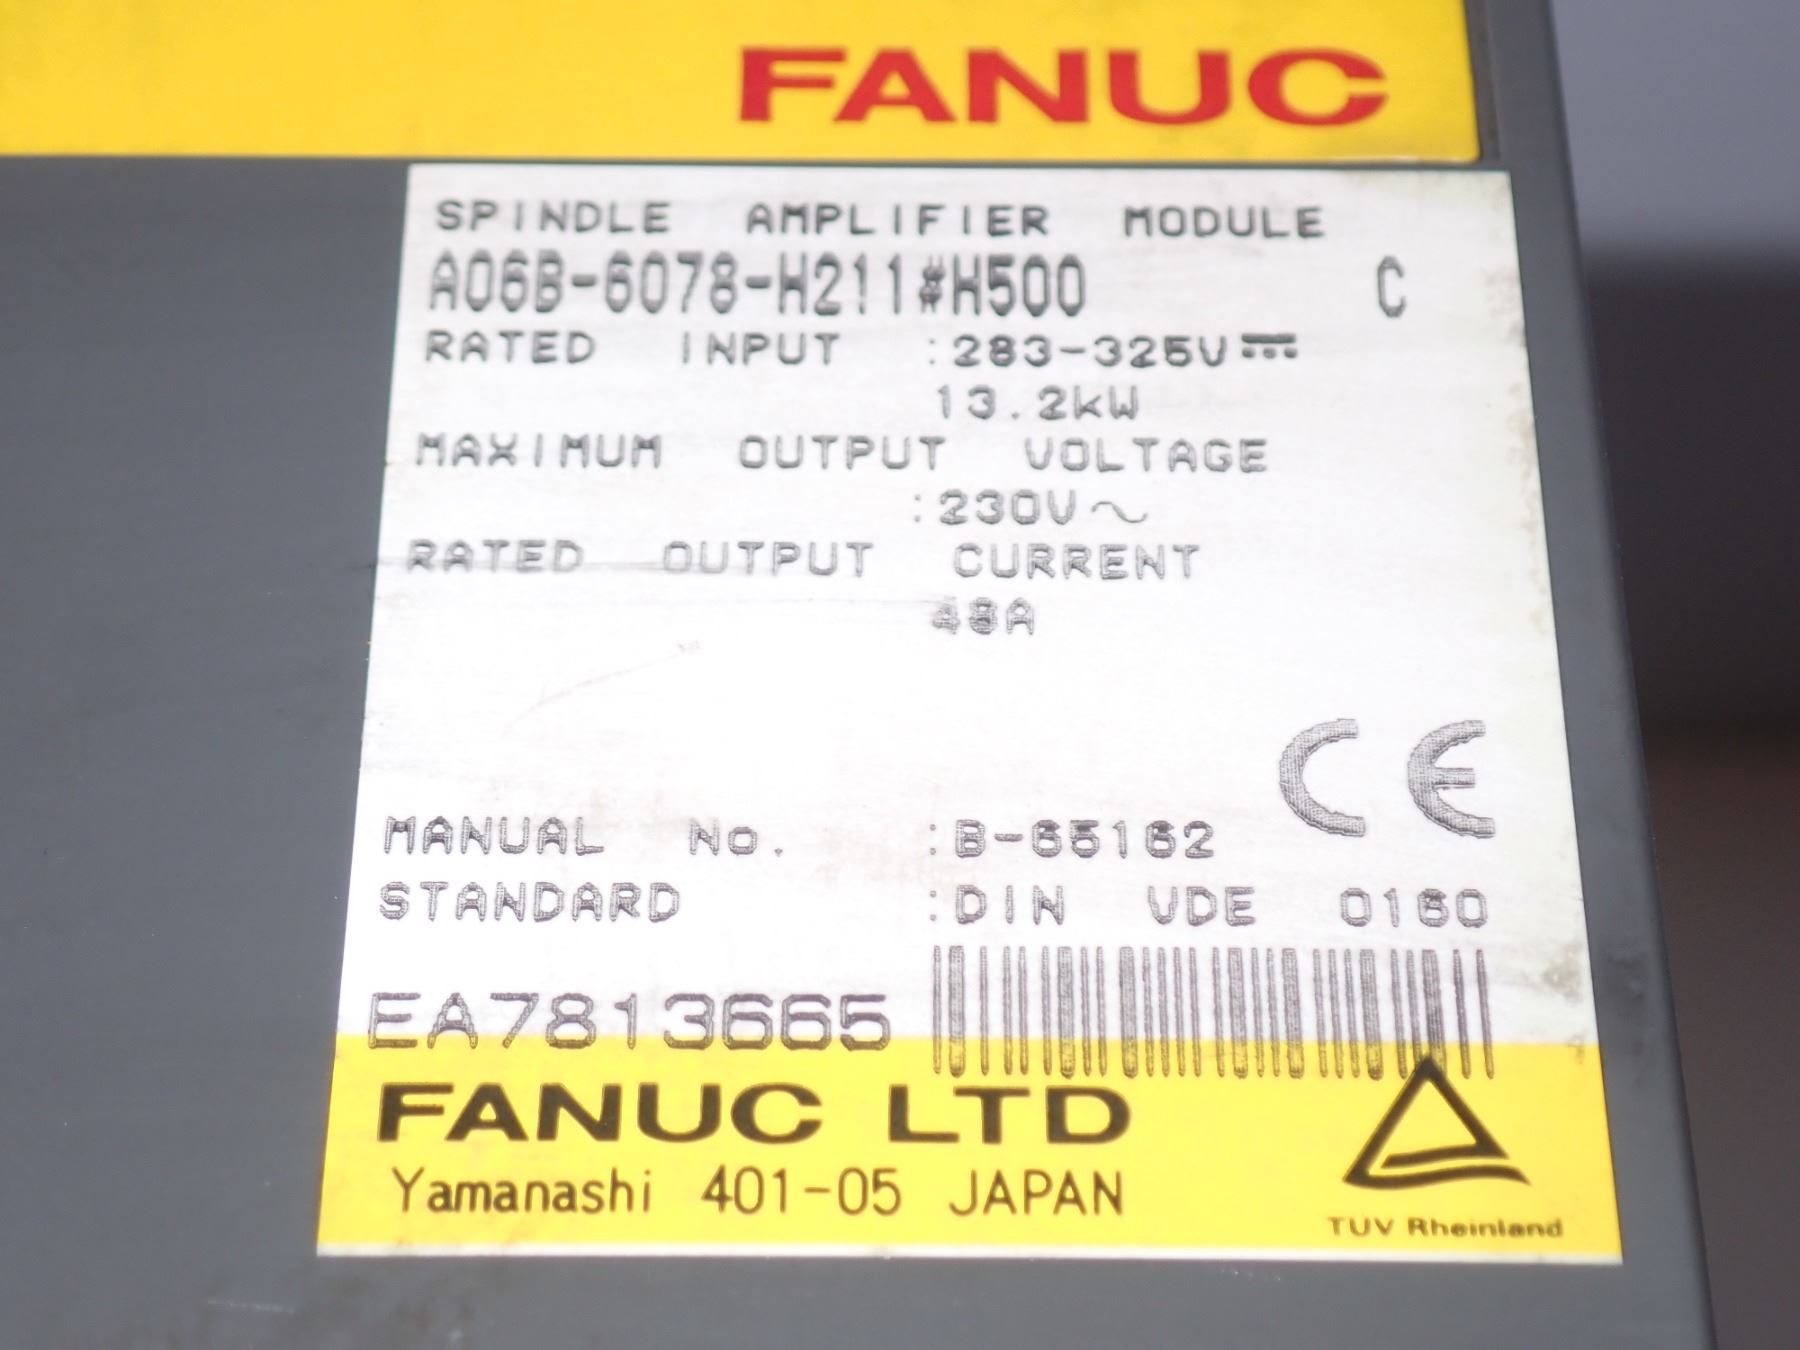 FANUC
SPINDLE AMPLIFIER MODULE
A06B-6078-H211#H500 C
RATED INPUT :283-325V⎓
13.2kW
MAXIMUM OUTPUT VOLTAGE
:230V～
RATED OUTPUT CURRENT
48A
CE
MANUAL No. :B-65162
STANDARD :DIN VDE 0160
EA7813665
FANUC LTD
Yamanashi 401-05 JAPAN
TUV Rheinland